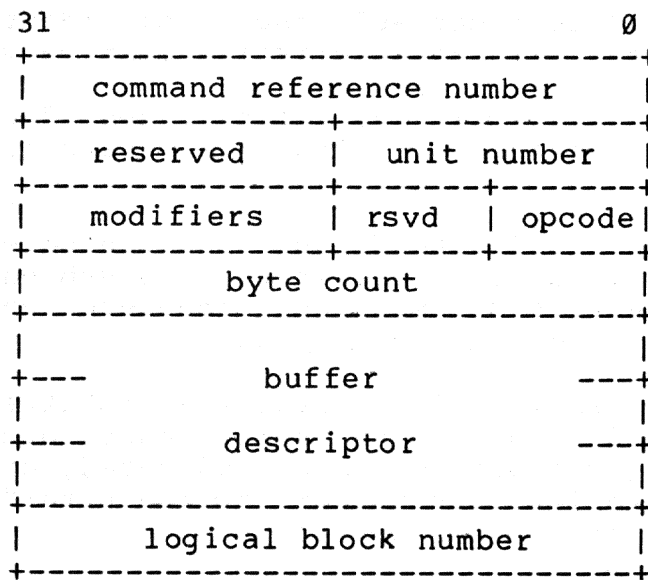 31 0
+---------------------------------------+
| command reference number |
+-------------------+-------------------+
| reserved | unit number |
+-------------------+---------+---------+
| modifiers | rsvd | opcode|
+-------------------+---------+---------+
| byte count |
+---------------------------------------+
| |
+--- buffer ---+
| |
+--- descriptor ---+
| |
+---------------------------------------+
| logical block number |
+---------------------------------------+